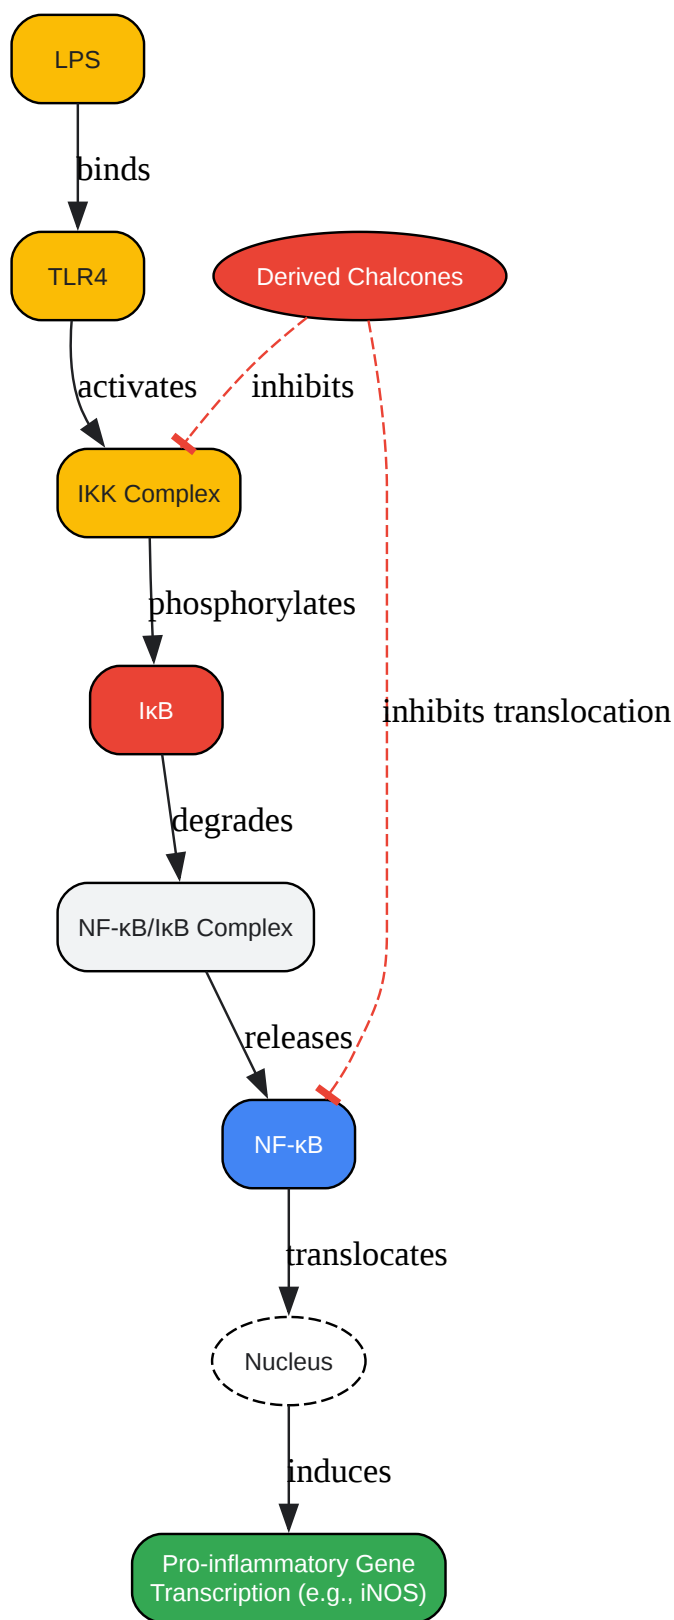 LPS
binds
TLR4
Derived Chalcones
activates
inhibits
IKK Complex
phosphorylates
IκB
inhibits translocation
degrades
NF-κB/IκB Complex
releases
NF-κB
translocates
Nucleus
induces
Pro-inflammatory Gene
Transcription (e.g., iNOS)